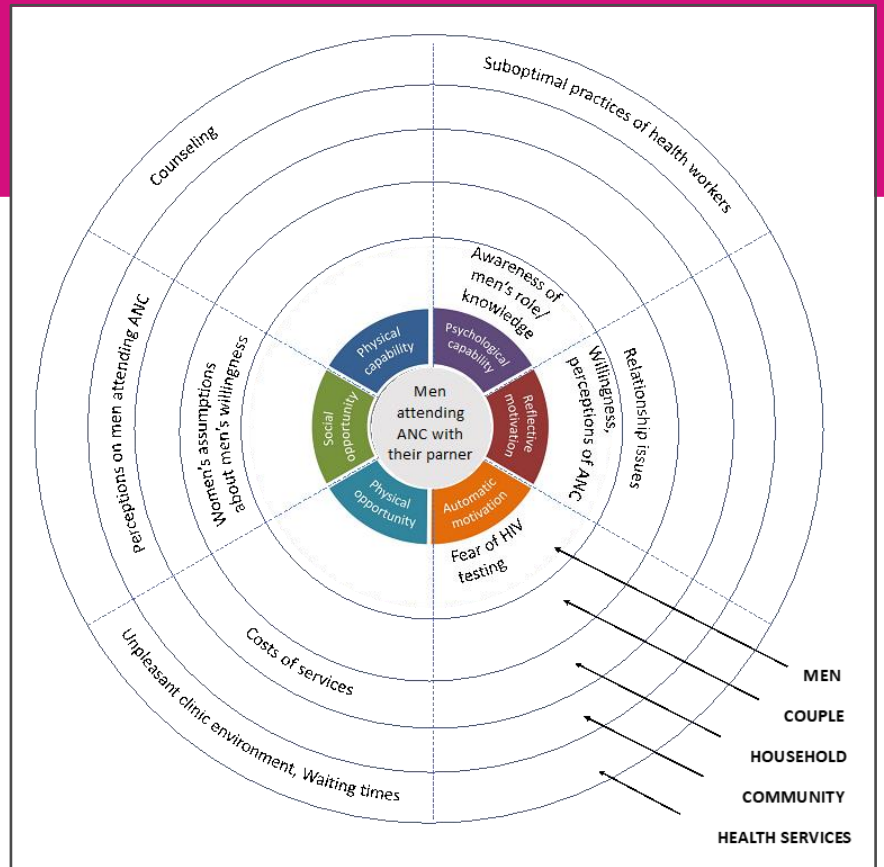 Counseling
Suboptimal practices of health workers
Perceptions on men attending ANC
Women's assumptions
about men's willingness
Awareness of
men's role/
knowledge
Physical
capability
Psychological
capability
Social
opportunity
Men
attending
ANC with
their parner
Reflective
motivation
Willingness,
perceptions of ANC
Relationship issues
Physical
opportunity
Automatic
motivation
Fear of HIV
testing
Costs of services
Unpleasant clinic environment, Waiting times
MEN
COUPLE
HOUSEHOLD
COMMUNITY
HEALTH SERVICES